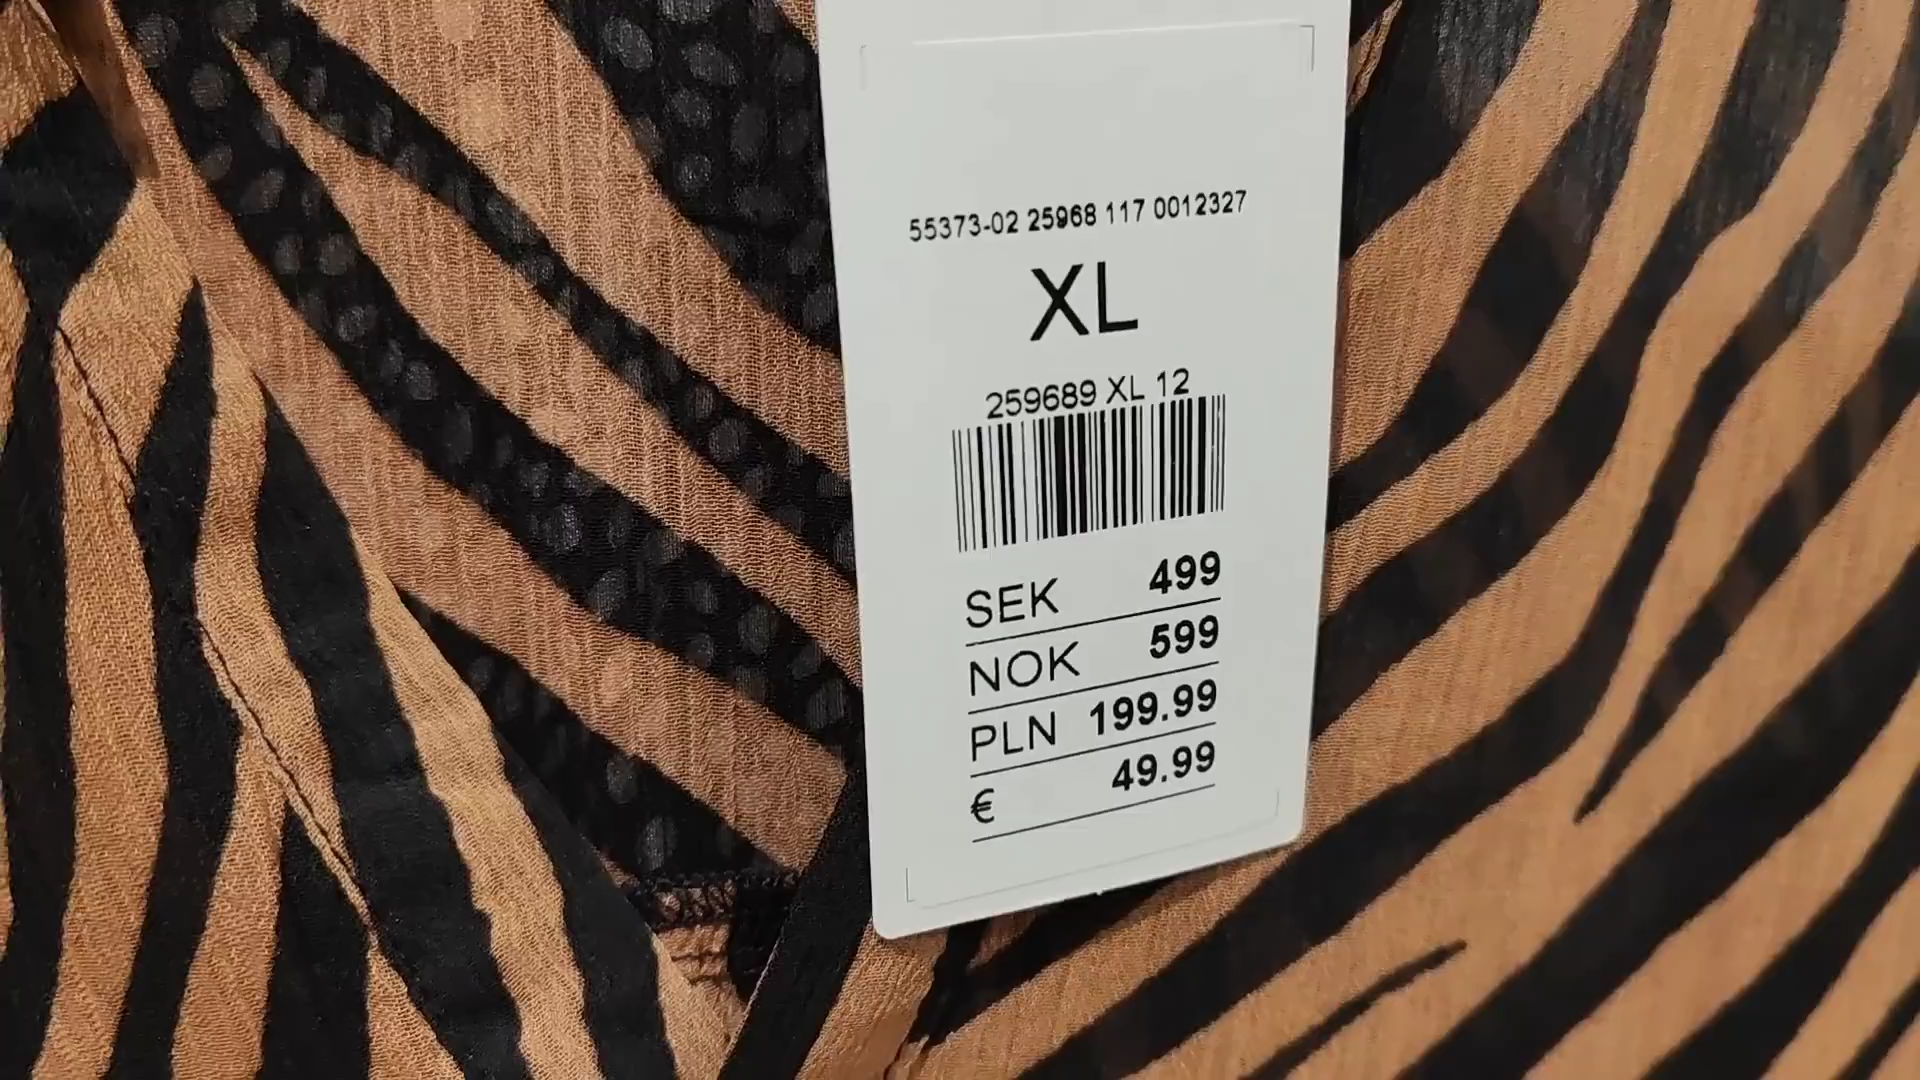 55373-02 25968 117 0012327
XL
259689 XL 12
SEK 499
NOK 599
PLN 199.99
€ 49.99